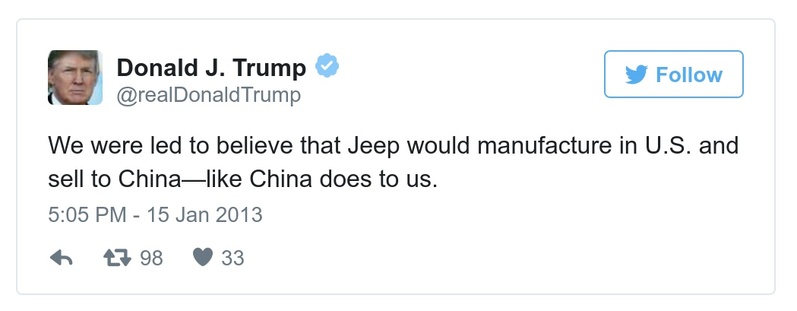 Donald J. Trump
@realDonaldTrump
Follow
We were led to believe that Jeep would manufacture in U.S. and
sell to China—like China does to us.
5:05 PM - 15 Jan 2013
98 33